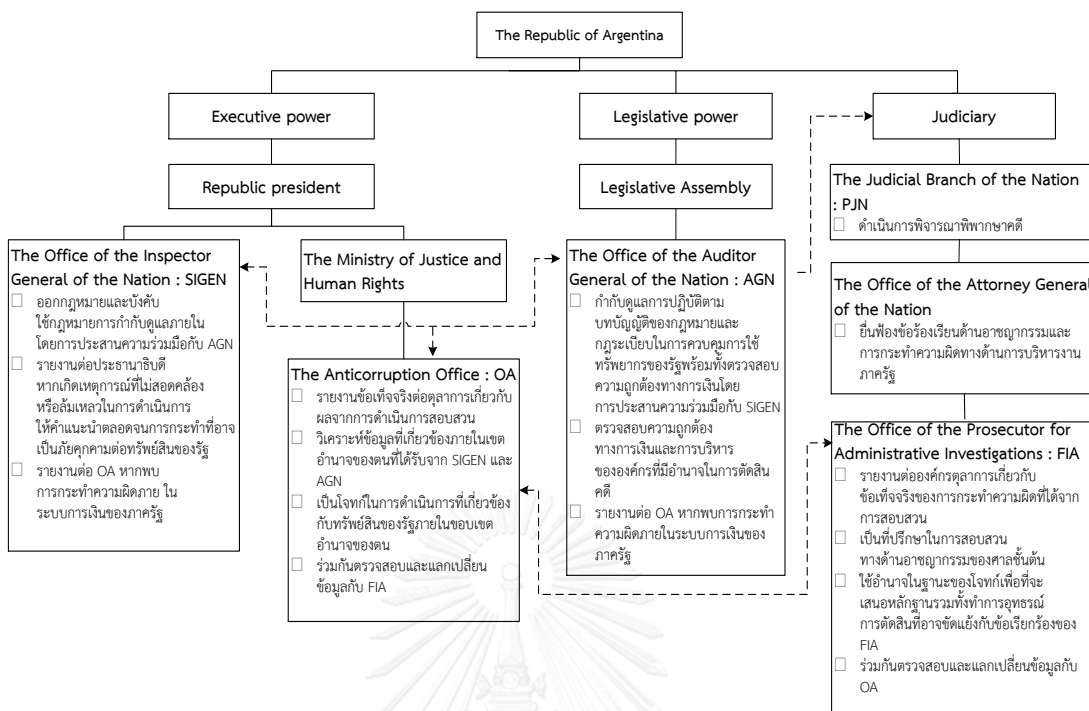 The Republic of Argentina
Executive power
Legislative power
Judiciary
Republic president
Legislative Assembly
The Judicial Branch of the Nation
: PJN
ดำเนินการพิจารณาพิพากษาคดี
The Office of the Inspector
General of the Nation : SIGEN
ออกกฎหมายและบังคับ
ใช้กฎหมายการกำกับดูแลภายใน
โดยการประสานความร่วมมือกับ AGN
รายงานต่อประธานาธิบดี
หากเกิดเหตุการณ์ที่ไม่สอดคล้อง
หรือล้มเหลวในการดำเนินการ
ให้คำแนะนำตลอดจนการกระทำที่อาจ
เป็นภัยคุกคามต่อทรัพย์สินของรัฐ
รายงานต่อ OA หากพบ
การกระทำความผิดภาย ใน
ระบบการเงินของภาครัฐ
The Ministry of Justice and
Human Rights
The Anticorruption Office : OA
รายงานข้อเท็จจริงต่อตุลาการเกี่ยวกับ
ผลจากการดำเนินการสอบสวน
วิเคราะห์ข้อมูลที่เกี่ยวข้องภายในเขต
อำนาจของตนที่ได้รับจาก SIGEN และ
AGN
เป็นโจทก์ในการดำเนินการที่เกี่ยวข้อง
กับทรัพย์สินของรัฐภายในขอบเขต
อำนาจของตน
ร่วมกันตรวจสอบและแลกเปลี่ยน
ข้อมูลกับ FIA
The Office of the Auditor
General of the Nation : AGN
กำกับดูแลการปฏิบัติตาม
บทบัญญัติของกฎหมายและ
กฎระเบียบในการควบคุมการใช้
ทรัพยากรของรัฐพร้อมทั้งตรวจสอบ
ความถูกต้องทางการเงินโดย
การประสานความร่วมมือกับ SIGEN
ตรวจสอบความถูกต้อง
ทางการเงินและการบริหาร
ขององค์กรที่มีอำนาจในการตัดสิน
คดี
รายงานต่อ OA หากพบการกระทำ
ความผิดภายในระบบการเงินของ
ภาครัฐ
The Office of the Attorney General
of the Nation
ยื่นฟ้องข้อร้องเรียนด้านอาชญากรรมและ
การกระทำความผิดทางด้านการบริหารงาน
ภาครัฐ
The Office of the Prosecutor for
Administrative Investigations : FIA
รายงานต่อองค์กรตุลาการเกี่ยวกับ
ข้อเท็จจริงของการกระทำความผิดที่ได้จาก
การสอบสวน
เป็นที่ปรึกษาในการสอบสวน
ทางด้านอาชญากรรมของศาลชั้นต้น
ใช้อำนาจในฐานะของโจทก์เพื่อที่จะ
เสนอหลักฐานรวมทั้งทำการอุทธรณ์
การตัดสินที่อาจขัดแย้งกับข้อเรียกร้องของ
FIA
ร่วมกันตรวจสอบและแลกเปลี่ยนข้อมูลกับ
OA